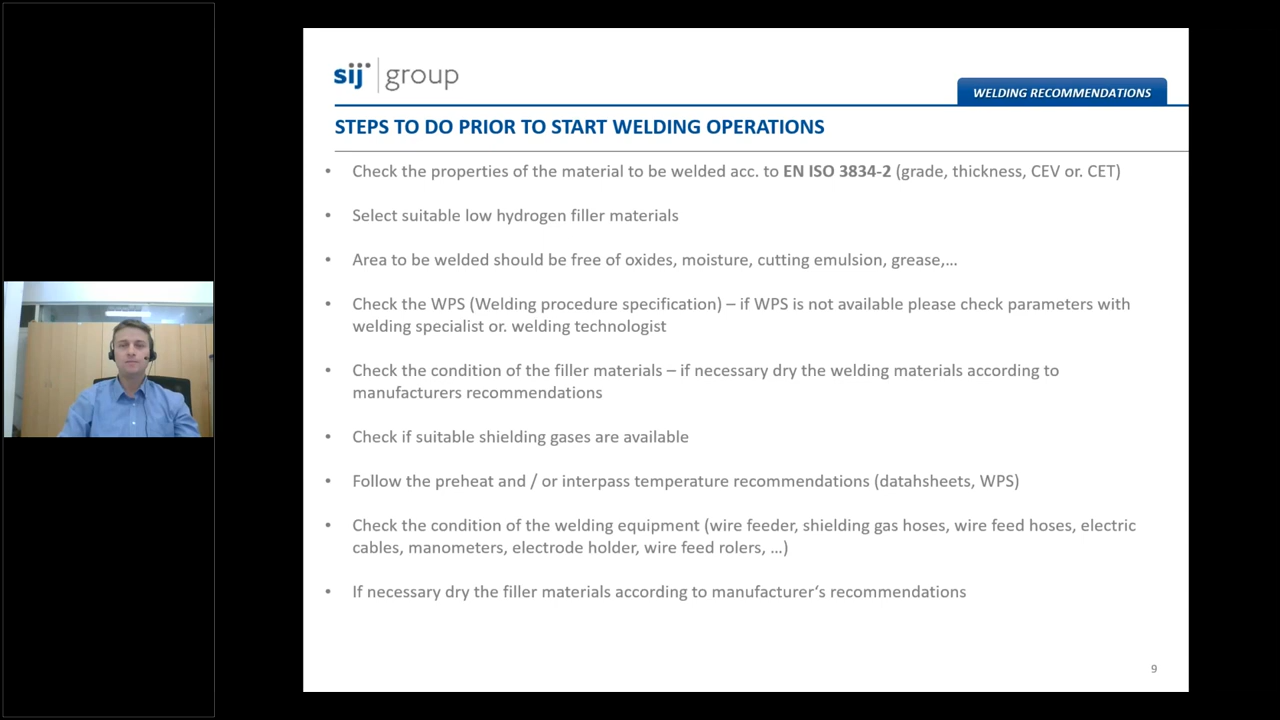 sij group
WELDING RECOMMENDATIONS
STEPS TO DO PRIOR TO START WELDING OPERATIONS
• Check the properties of the material to be welded acc. to EN ISO 3834-2 (grade, thickness, CEV or. CET)
• Select suitable low hydrogen filler materials
• Area to be welded should be free of oxides, moisture, cutting emulsion, grease,...
• Check the WPS (Welding procedure specification) – if WPS is not available please check parameters with
welding specialist or. welding technologist
• Check the condition of the filler materials – if necessary dry the welding materials according to
manufacturers recommendations
• Check if suitable shielding gases are available
• Follow the preheat and / or interpass temperature recommendations (datahsheets, WPS)
• Check the condition of the welding equipment (wire feeder, shielding gas hoses, wire feed hoses, electric
cables, manometers, electrode holder, wire feed rolers, ...)
• If necessary dry the filler materials according to manufacturer‘s recommendations
9